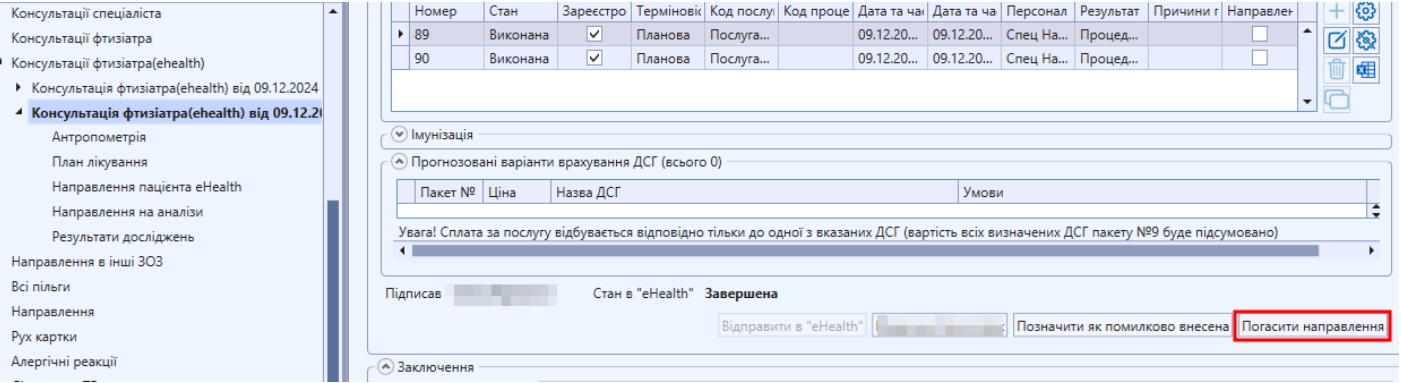 Консультації спеціаліста
Консультації фтизіатра
Консультації фтизіатра(ehealth)
Консультація фтизіатра(ehealth) від 09.12.2024
Консультація фтизіатра(ehealth) від 09.12.20
Антропометрія
План лікування
Направлення пацієнта eHealth
Направлення на аналізи
Результати досліджень
Направлення в інші ЗОЗ
Всі пільги
Направлення
Рух картки
Алергічні реакції
Номер Стан Зареєстро Терміновіс Код послу Код проце Дата та час Дата та ча Персонал Результат Причини г Направлен
89 Виконана Планова Послуга... 09.12.20... 09.12.20... Спец На... Процед...
90 Виконана Планова Послуга... 09.12.20... 09.12.20... Спец На... Процед...
Імунізація
Прогнозовані варіанти врахування ДСГ (всього 0)
Пакет № Ціна Назва ДСГ Умови
Увага! Сплата за послугу відбувається відповідно тільки до одної з вказаних ДСГ (вартість всіх визначених ДСГ пакету №9 буде підсумовано)
Підписав Стан в "eHealth" Завершена
Відправити в "eHealth" Позначити як помилково внесена Погасити направлення
Заключення